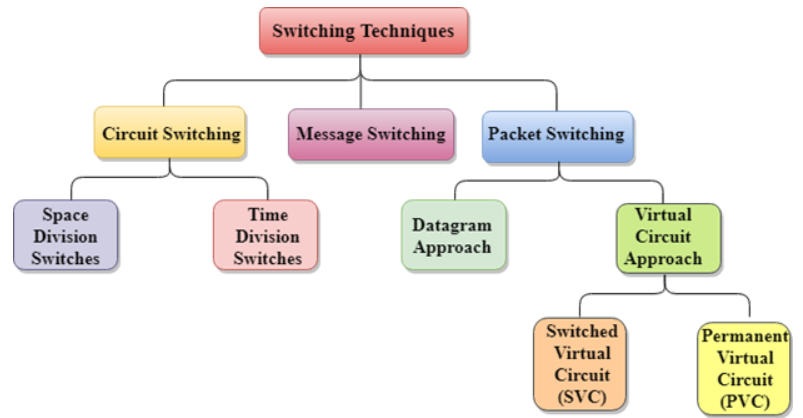 Switching Techniques
Circuit Switching
Message Switching
Packet Switching
Space
Division
Switches
Time
Division
Switches
Datagram
Approach
Virtual
Circuit
Approach
Switched
Virtual
Circuit
(SVC)
Permanent
Virtual
Circuit
(PVC)